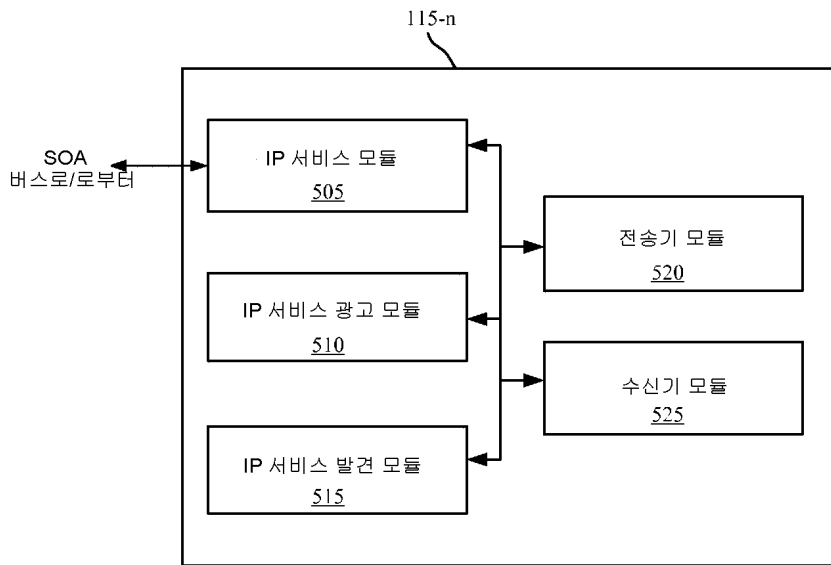 115-n
SOA
버스로/로부터
IP 서비스 모듈
505
IP 서비스 광고 모듈
510
IP 서비스 발견 모듈
515
전송기 모듈
520
수신기 모듈
525